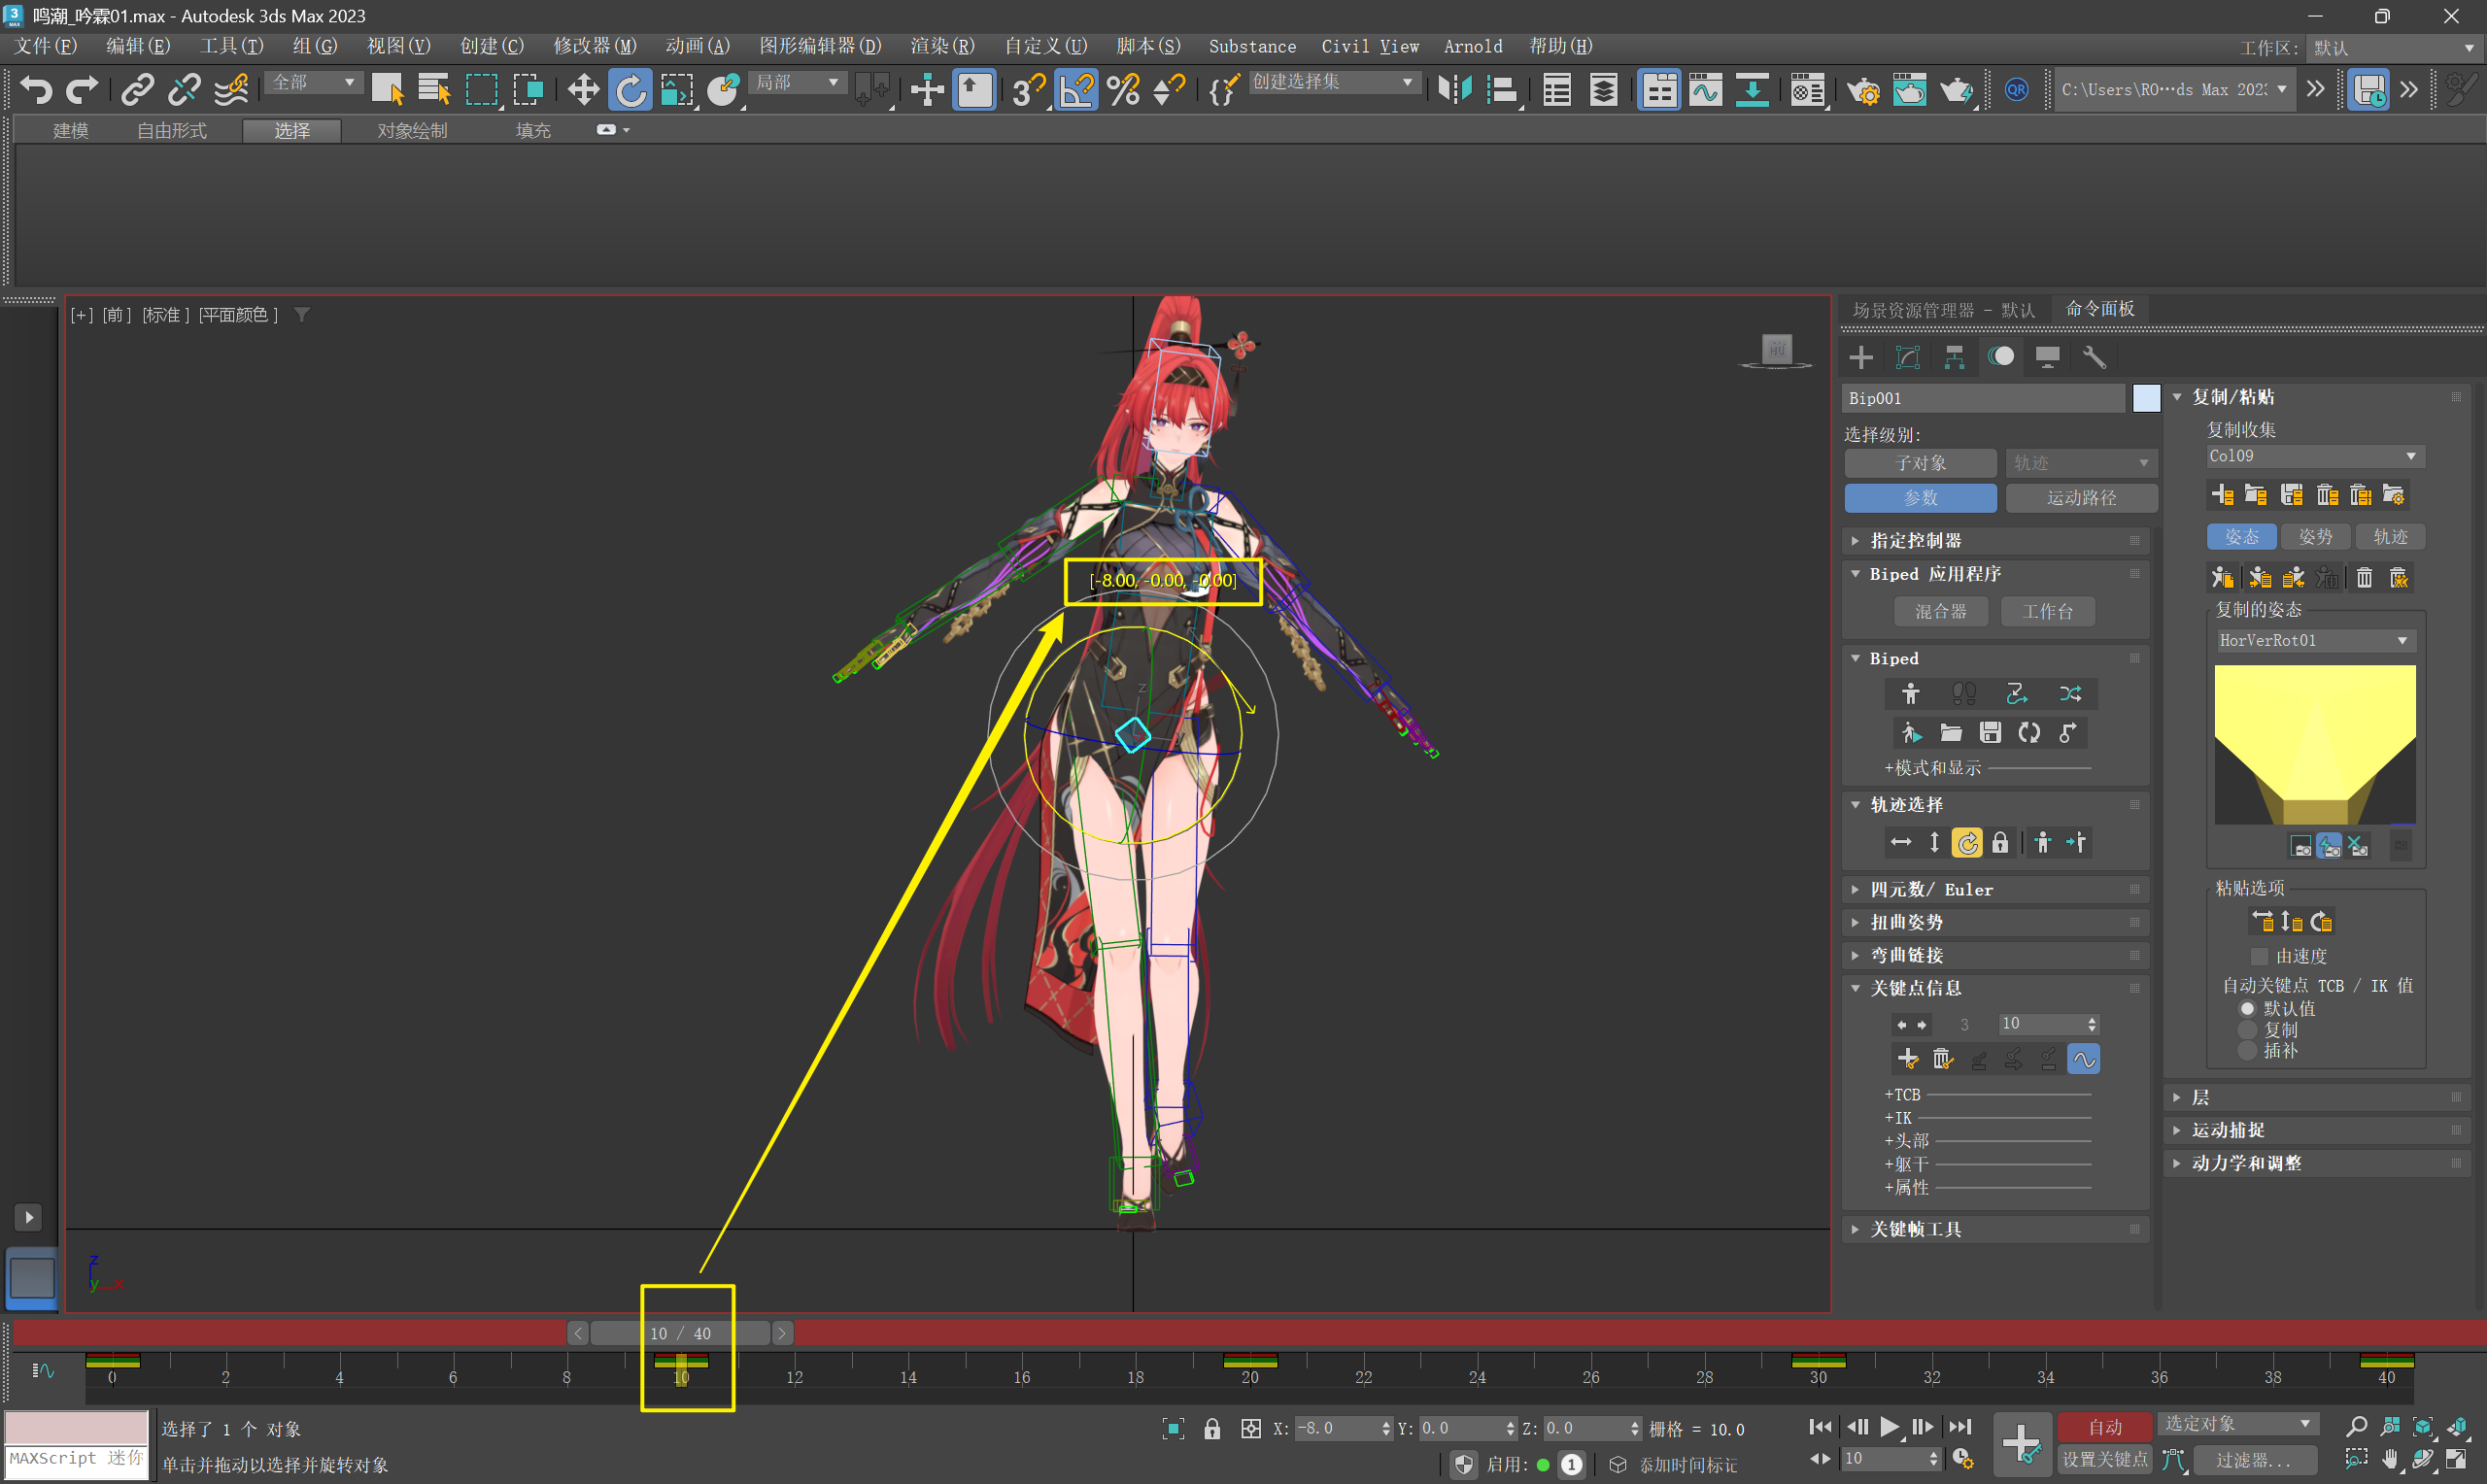 鸣潮_吟霖01.max - Autodesk 3ds Max 2023
文件(F) 编辑(E) 工具(T) 组(G) 视图(V) 创建(C) 修改器(M) 动画(A) 图形编辑器(D) 渲染(R) 自定义(U) 脚本(S) Substance Civil View Arnold 帮助(H)
工作区: 默认
全部 局部 创建选择集 QR C:\Users\RO···ds Max 202
建模 自由形式 选择 对象绘制 填充
[+] [前] [标准] [平面颜色]
前
[-8.00, -0.00, -0.00]
z
y x
场景资源管理器 - 默认 命令面板
Bip001
选择级别:
子对象 轨迹
参数 运动路径
指定控制器
Biped 应用程序
混合器 工作台
Biped
+模式和显示
轨迹选择
四元数/ Euler
扭曲姿势
弯曲链接
关键点信息
3 10
+TCB
+IK
+头部
+躯干
+属性
关键帧工具
复制/粘贴
复制收集
Col09
姿态 姿势 轨迹
复制的姿态
HorVerRot01
粘贴选项
由速度
自动关键点 TCB / IK 值
默认值
复制
插补
层
运动捕捉
动力学和调整
10 / 40
0 2 4 6 8 10 12 14 16 18 20 22 24 26 28 30 32 34 36 38 40
选择了 1 个 对象
X: -8.0 Y: 0.0 Z: 0.0 栅格 = 10.0
自动 选定对象
MAXScript 迷你
单击并拖动以选择并旋转对象
启用: 1 添加时间标记
10
设置关键点 过滤器...